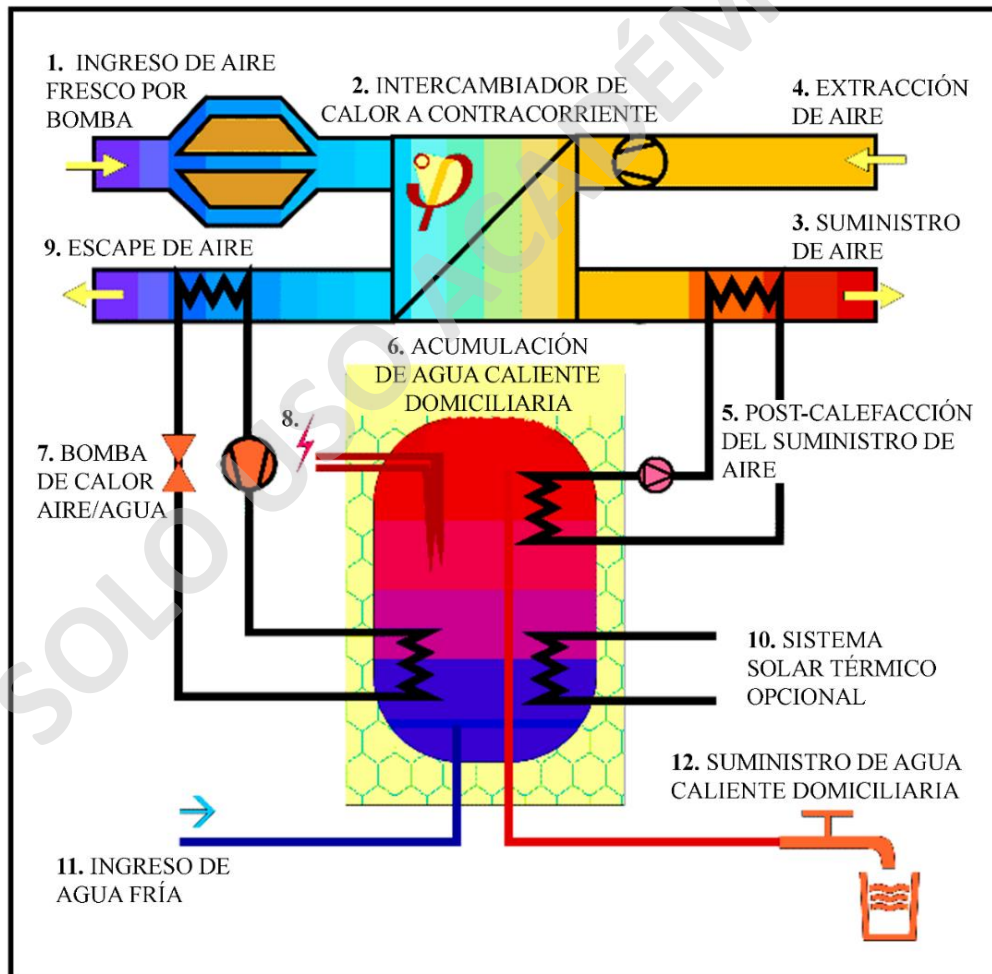 1. INGRESO DE AIRE
FRESCO POR
BOMBA
2. INTERCAMBIADOR DE
CALOR A CONTRACORRIENTE
4. EXTRACCIÓN
DE AIRE
9. ESCAPE DE AIRE
3. SUMINISTRO
DE AIRE
6. ACUMULACIÓN
DE AGUA CALIENTE
DOMICILIARIA
8.
7. BOMBA
DE CALOR
AIRE/AGUA
5. POST-CALEFACCIÓN
DEL SUMINISTRO DE
AIRE
10. SISTEMA
SOLAR TÉRMICO
OPCIONAL
12. SUMINISTRO DE AGUA
CALIENTE DOMICILIARIA
11. INGRESO DE
AGUA FRÍA
SOLO USO ACADÉM